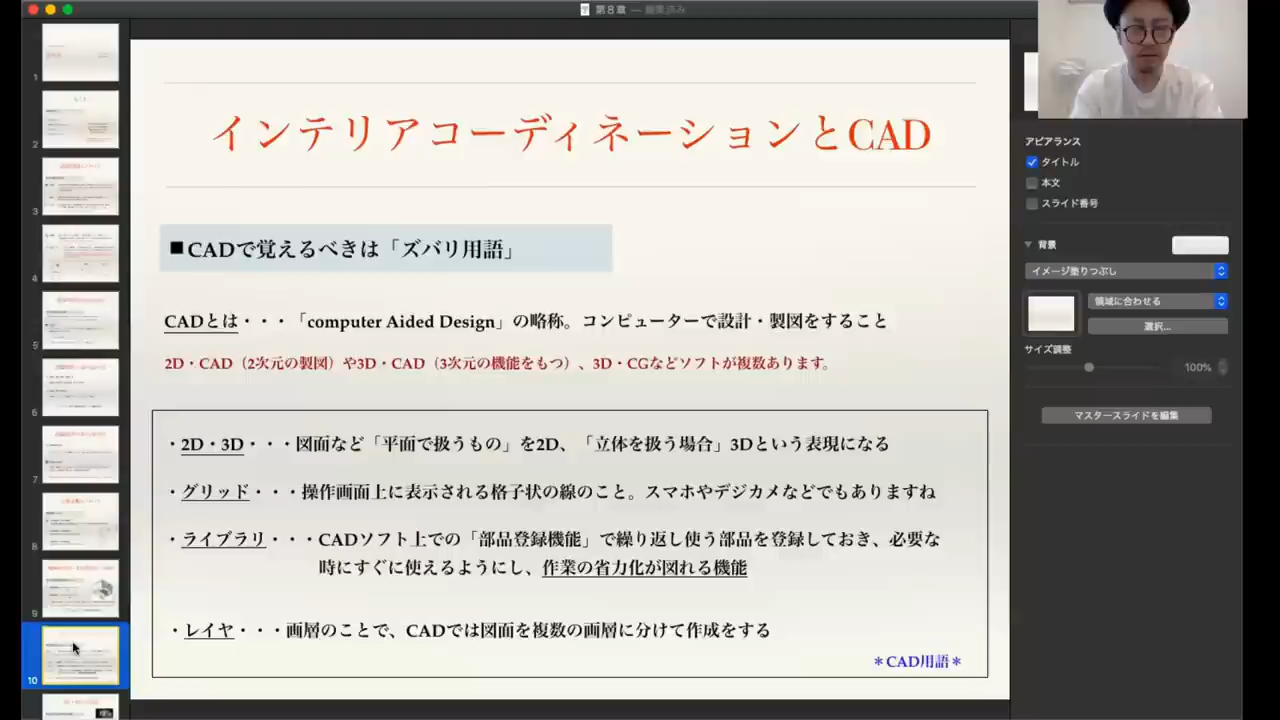 第8章 — 編集済み
インテリアコーディネーションとCAD
■CADで覚えるべきは「ズバリ用語」
CADとは・・・「computer Aided Design」の略称。コンピューターで設計・製図をすること
2D・CAD（2次元の製図）や3D・CAD（3次元の機能をもつ）、3D・CGなどソフトが複数あります。
・2D・3D・・・図面など「平面で扱うもの」を2D、「立体を扱う場合」3Dという表現になる
・グリッド・・・操作画面上に表示される格子状の線のこと。スマホやデジカメなどでもありますね
・ライブラリ・・・CADソフト上での「部品登録機能」で繰り返し使う部品を登録しておき、必要な
時にすぐに使えるようにし、作業の省力化が図れる機能
・レイヤ・・・画層のことで、CADでは図面を複数の画層に分けて作成をする
＊CAD用語＊
1
2
3
4
5
6
7
8
9
10
アピアランス
タイトル
本文
スライド番号
背景
イメージ塗りつぶし
領域に合わせる
選択...
サイズ調整
100%
マスタースライドを編集